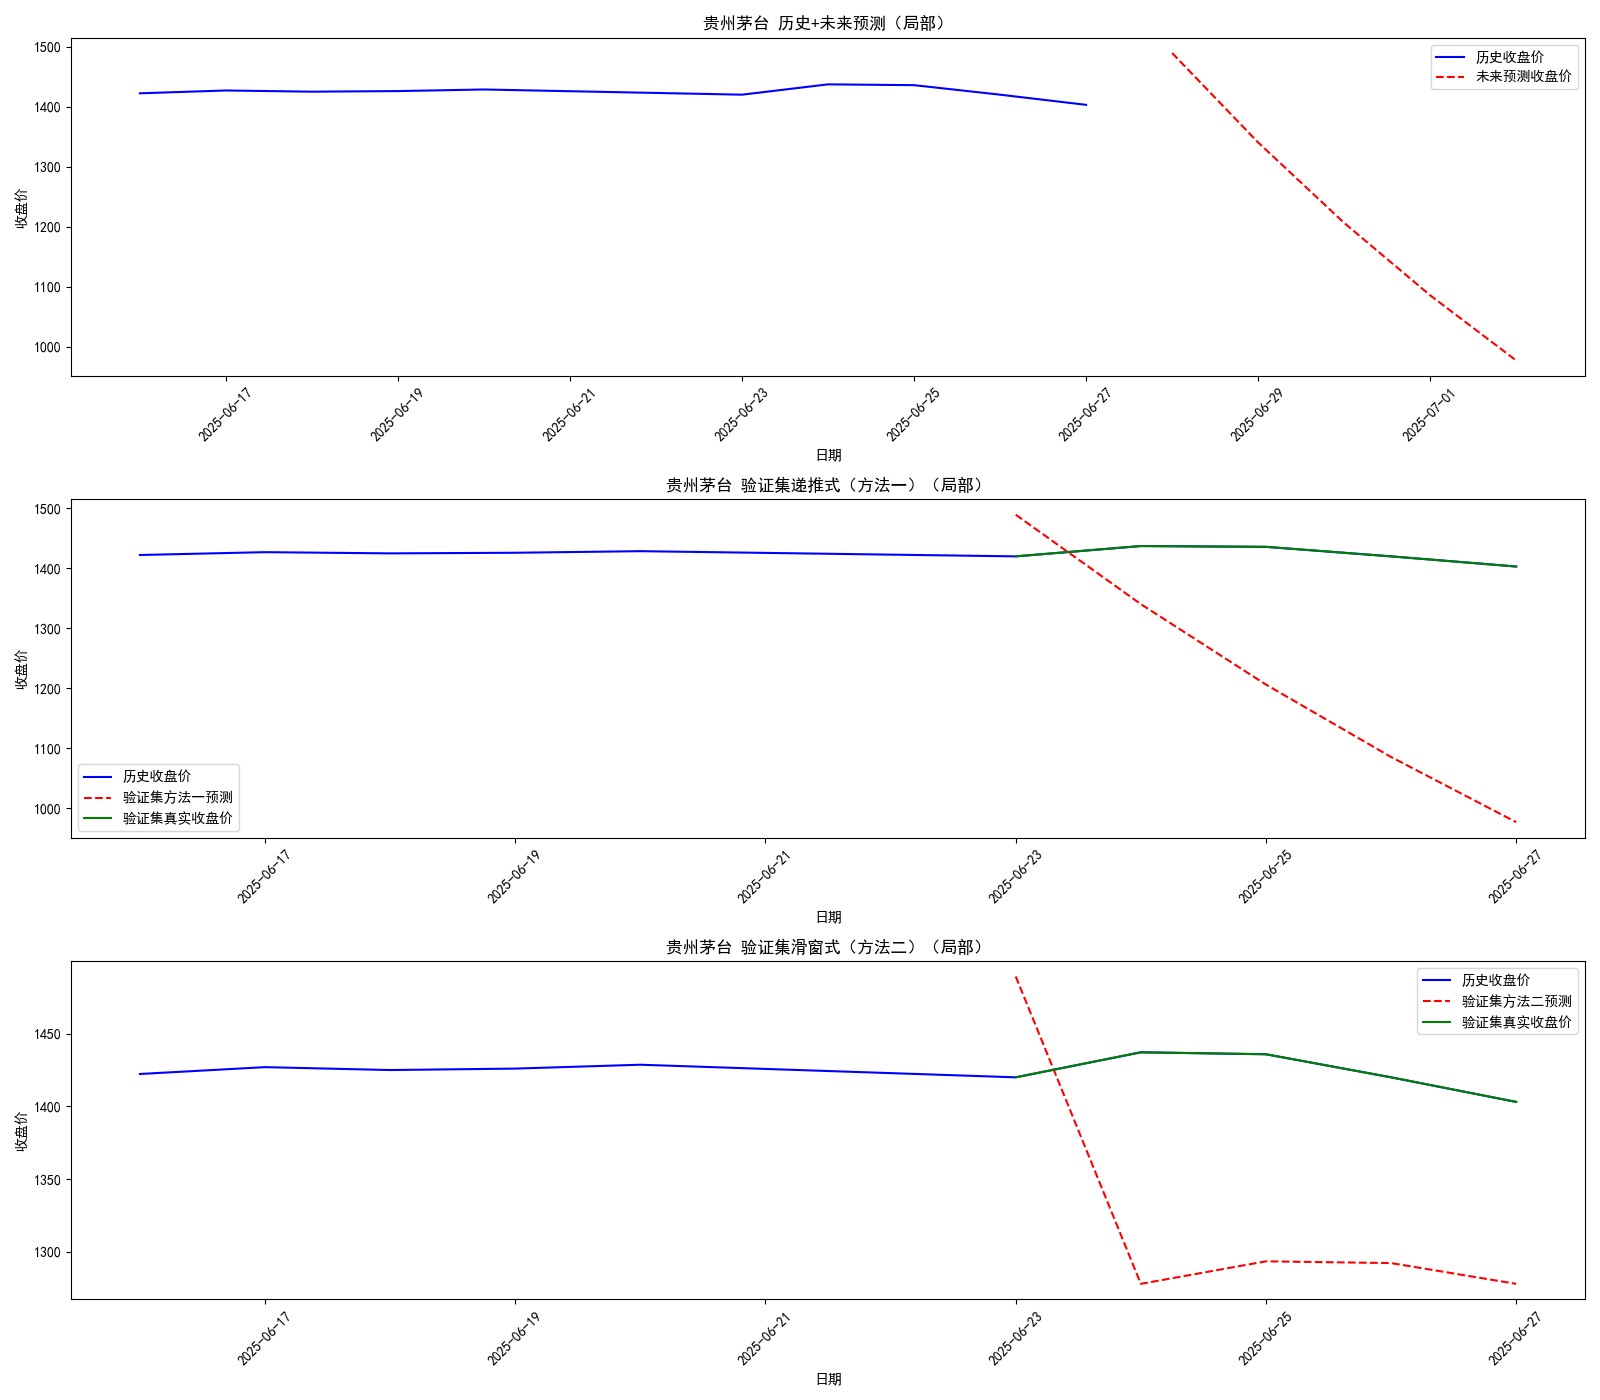 贵州茅台 历史+未来预测（局部）
1500
1400
1300
1200
1100
1000
收盘价
历史收盘价
未来预测收盘价
2025-06-17
2025-06-19
2025-06-21
2025-06-23
2025-06-25
2025-06-27
2025-06-29
2025-07-01
日期
贵州茅台 验证集递推式（方法一）（局部）
1500
1400
1300
1200
1100
1000
收盘价
历史收盘价
验证集方法一预测
验证集真实收盘价
2025-06-17
2025-06-19
2025-06-21
2025-06-23
2025-06-25
2025-06-27
日期
贵州茅台 验证集滑窗式（方法二）（局部）
1450
1400
1350
1300
收盘价
历史收盘价
验证集方法二预测
验证集真实收盘价
2025-06-17
2025-06-19
2025-06-21
2025-06-23
2025-06-25
2025-06-27
日期